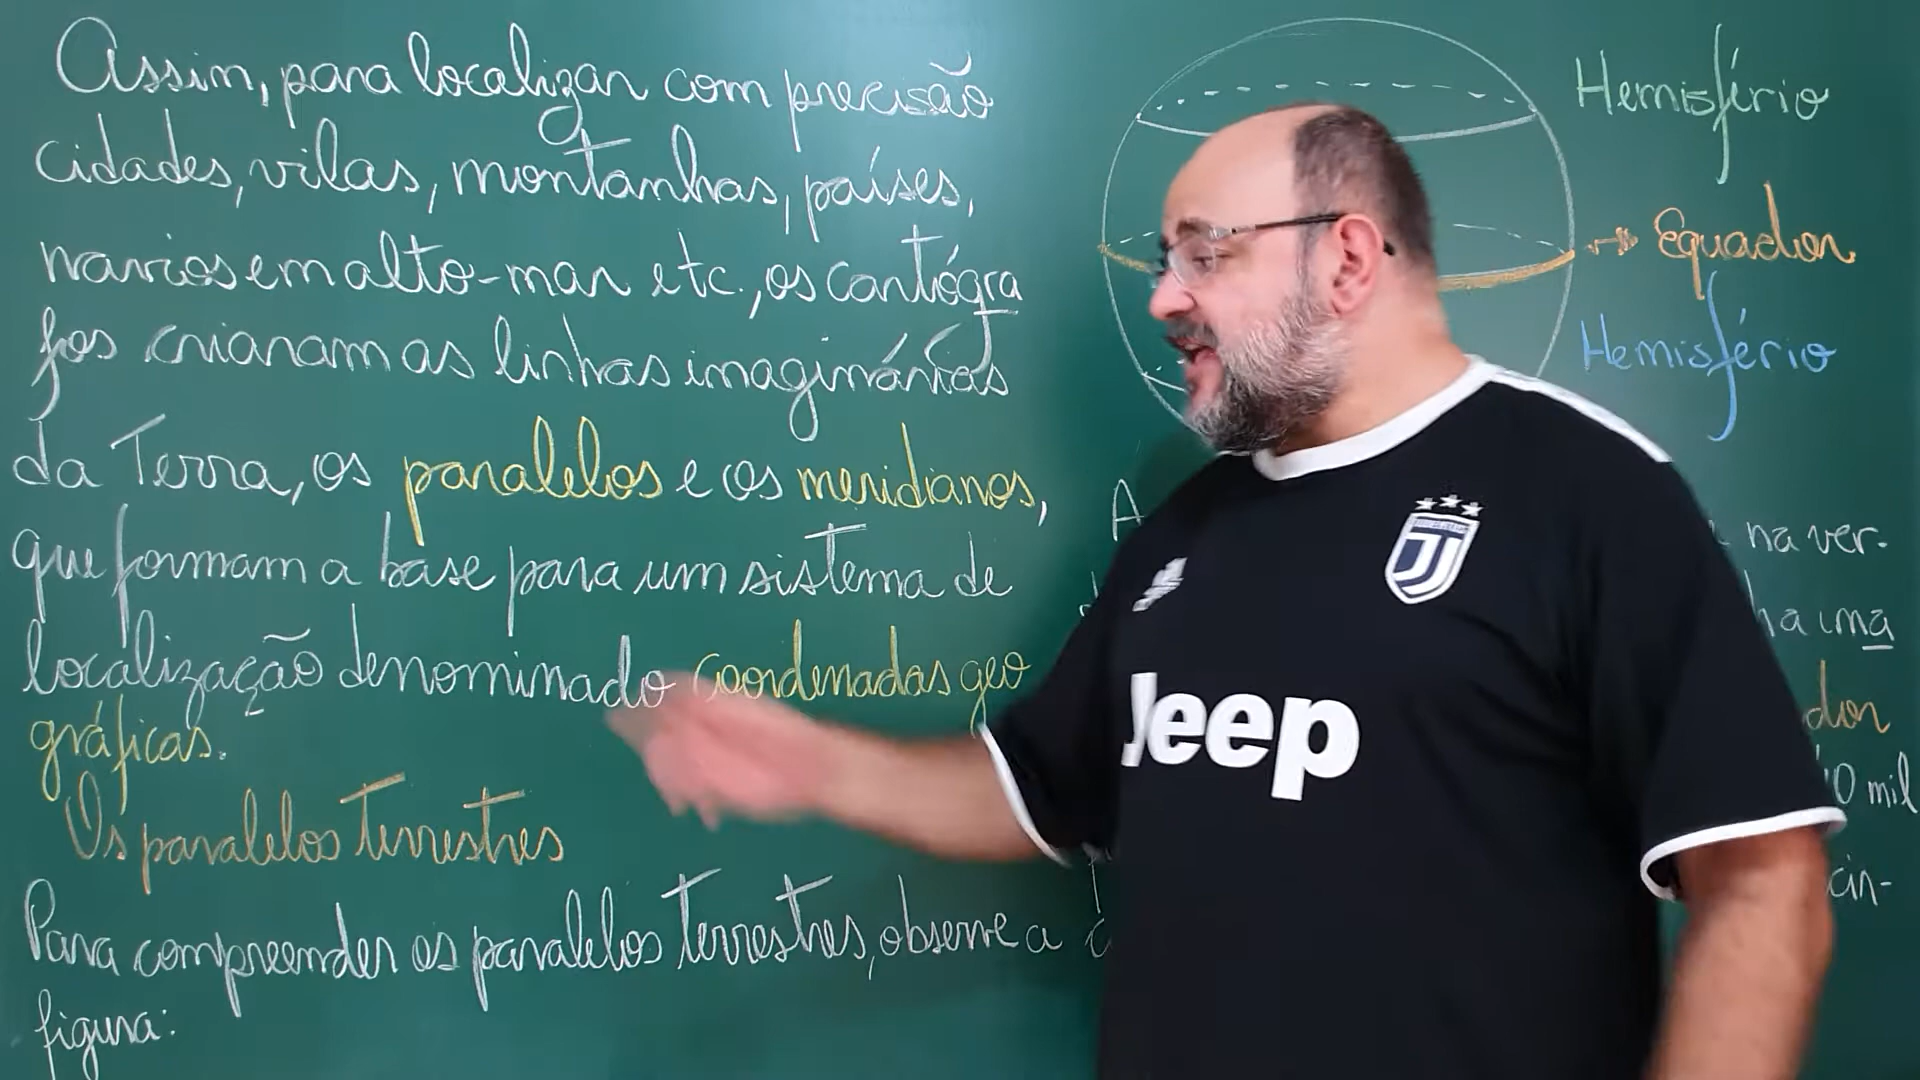 Assim, para localizar com precisão
cidades, vilas, montanhas, países,
navios em alto-mar etc., os cartógra
fos criaram as linhas imaginárias
da Terra, os paralelos e os meridianos,
que formam a base para um sistema de
localização denominado coordenadas geo
gráficas.
Os paralelos terrestres
Para compreender os paralelos terrestres, observe a
figura:
Hemisfério
Equador
Hemisfério
A
na ver-
uma
dor
0 mil
Jeep